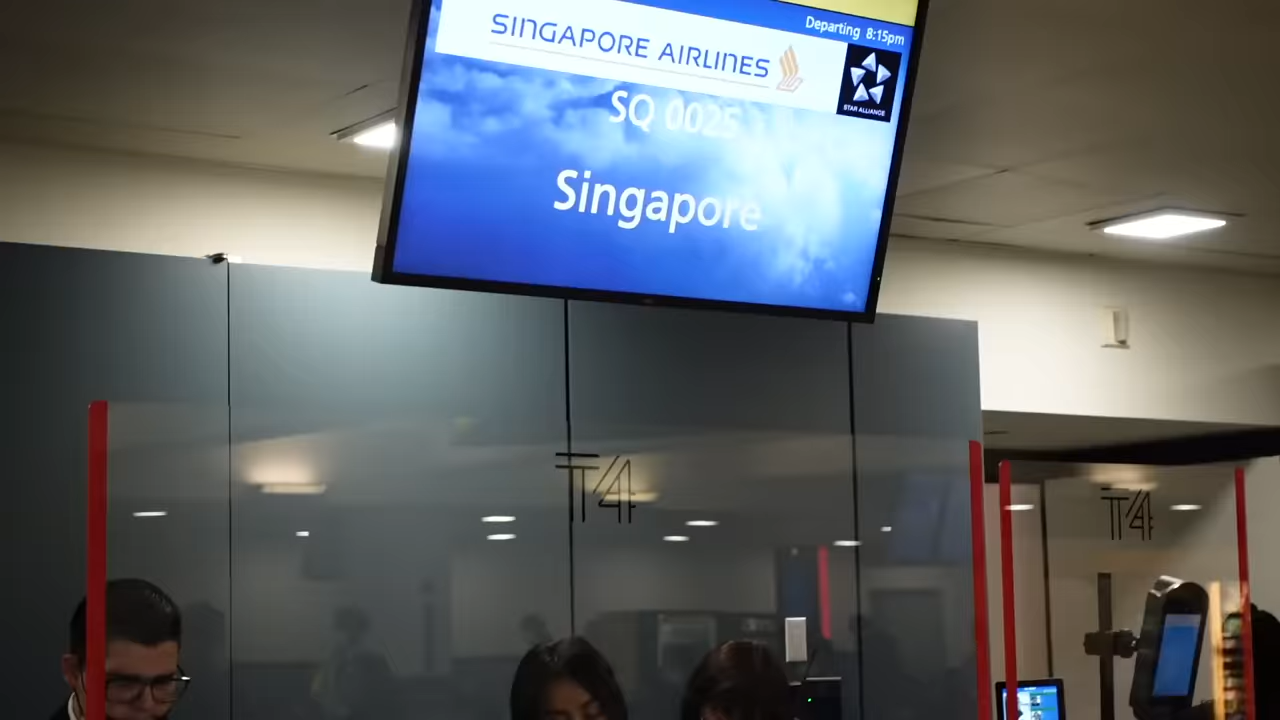 Departing 8:15pm
SINGAPORE AIRLINES
STAR ALLIANCE
SQ 0025
Singapore
T4
T4